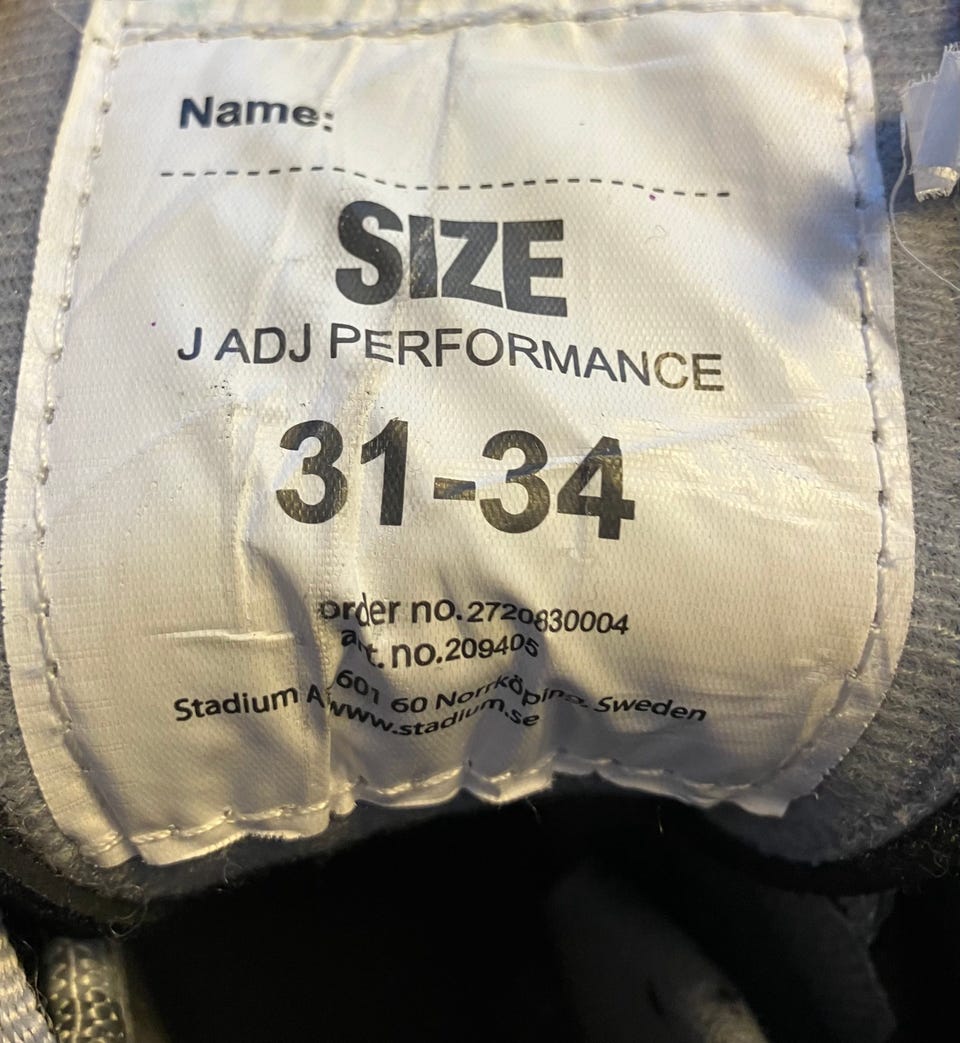 Name:
SIZE
J ADJ PERFORMANCE
31-34
order no.2720830004
art.no.209405
Stadium A 601 60 Norrköping, Sweden
www.stadium.se